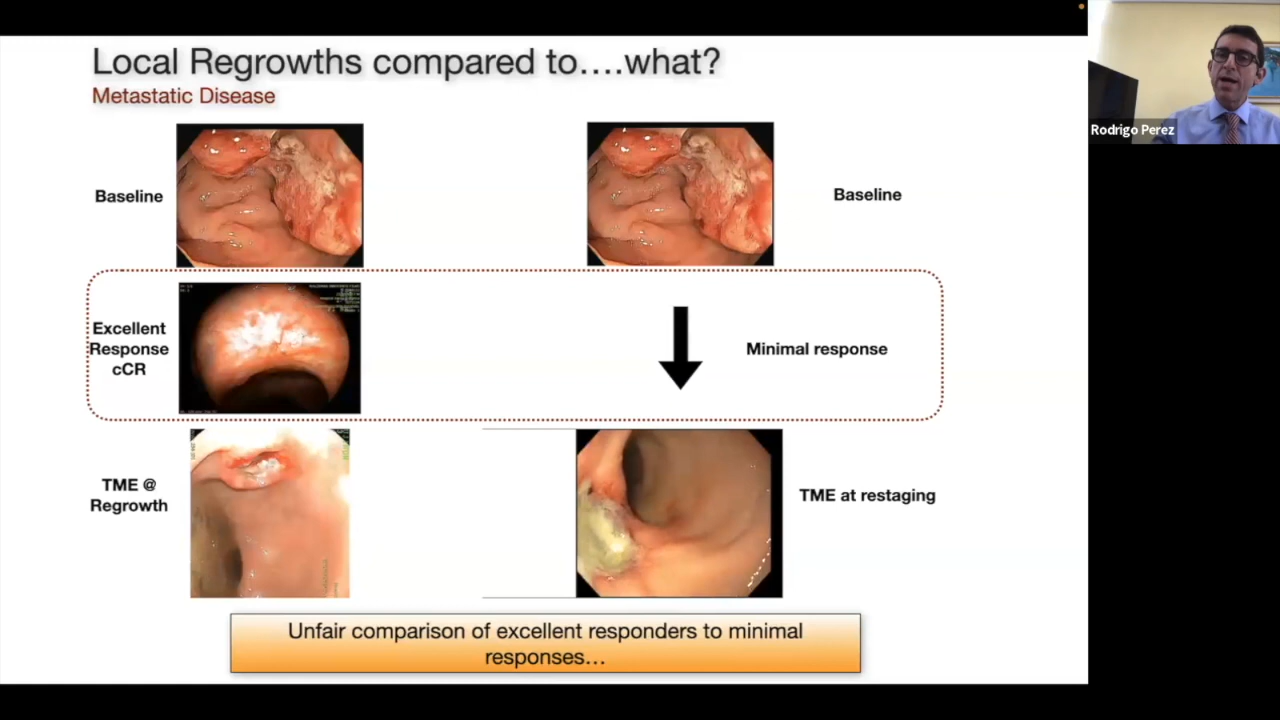 Local Regrowths compared to....what?
Metastatic Disease
Rodrigo Perez
Baseline
Baseline
Excellent
Response
cCR
Minimal response
TME @
Regrowth
TME at restaging
Unfair comparison of excellent responders to minimal
responses...